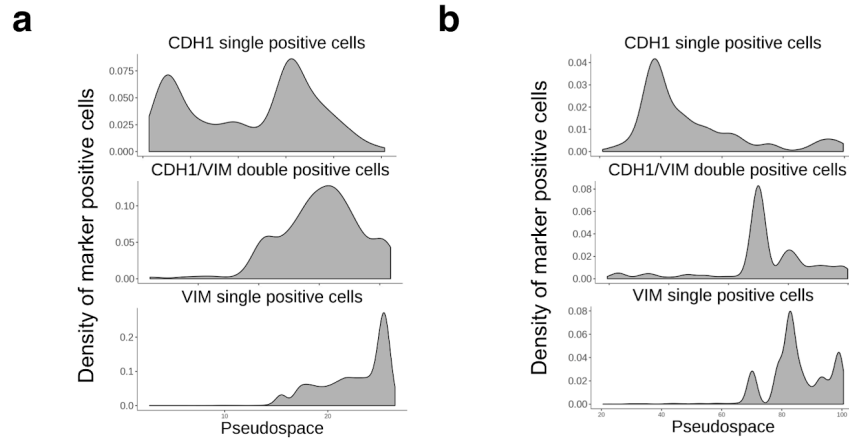 a
CDH1 single positive cells
0.075
0.050
0.025
0.000
CDH1/VIM double positive cells
0.10
0.05
0.00
VIM single positive cells
0.2
0.1
0.0
10 20
Pseudospace
Density of marker positive cells
b
CDH1 single positive cells
0.04
0.03
0.02
0.01
0.00
CDH1/VIM double positive cells
0.08
0.06
0.04
0.02
0.00
VIM single positive cells
0.08
0.06
0.04
0.02
0.00
20 40 60 80 100
Pseudospace
Density of marker positive cells